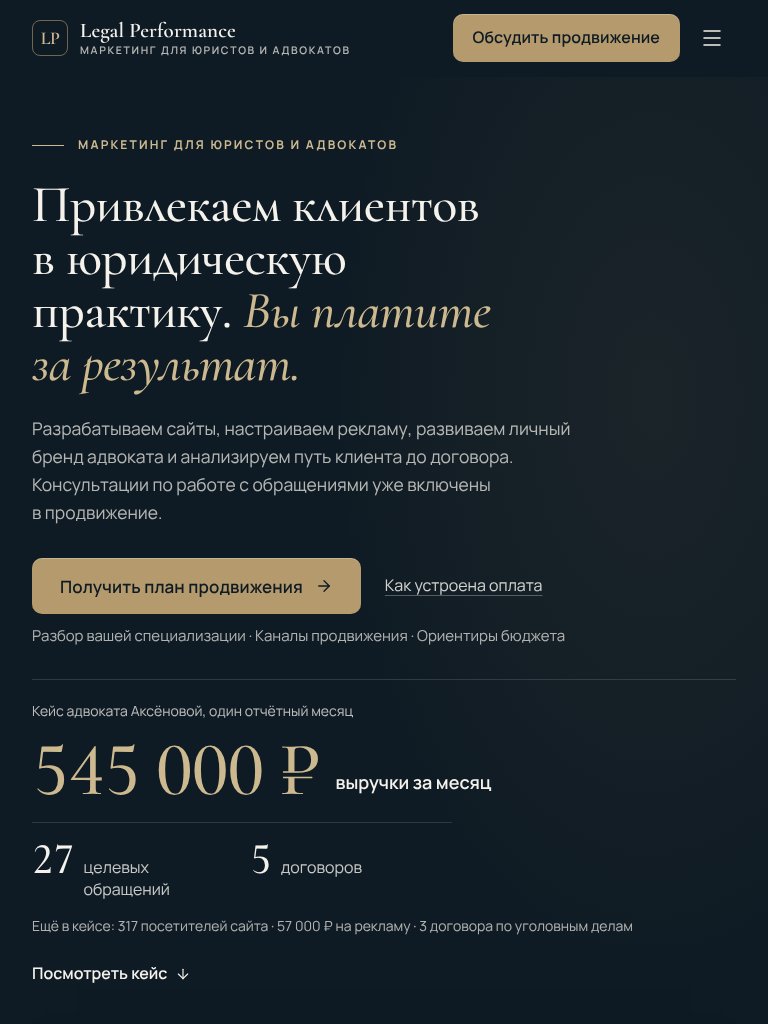 LP
Legal Performance
МАРКЕТИНГ ДЛЯ ЮРИСТОВ И АДВОКАТОВ
Обсудить продвижение
МАРКЕТИНГ ДЛЯ ЮРИСТОВ И АДВОКАТОВ
Привлекаем клиентов
в юридическую
практику. Вы платите
за результат.
Разрабатываем сайты, настраиваем рекламу, развиваем личный
бренд адвоката и анализируем путь клиента до договора.
Консультации по работе с обращениями уже включены
в продвижение.
Получить план продвижения →
Как устроена оплата
Разбор вашей специализации · Каналы продвижения · Ориентиры бюджета
Кейс адвоката Аксёновой, один отчётный месяц
545 000 ₽ выручки за месяц
27 целевых
обращений
5 договоров
Ещё в кейсе: 317 посетителей сайта · 57 000 ₽ на рекламу · 3 договора по уголовным делам
Посмотреть кейс ↓